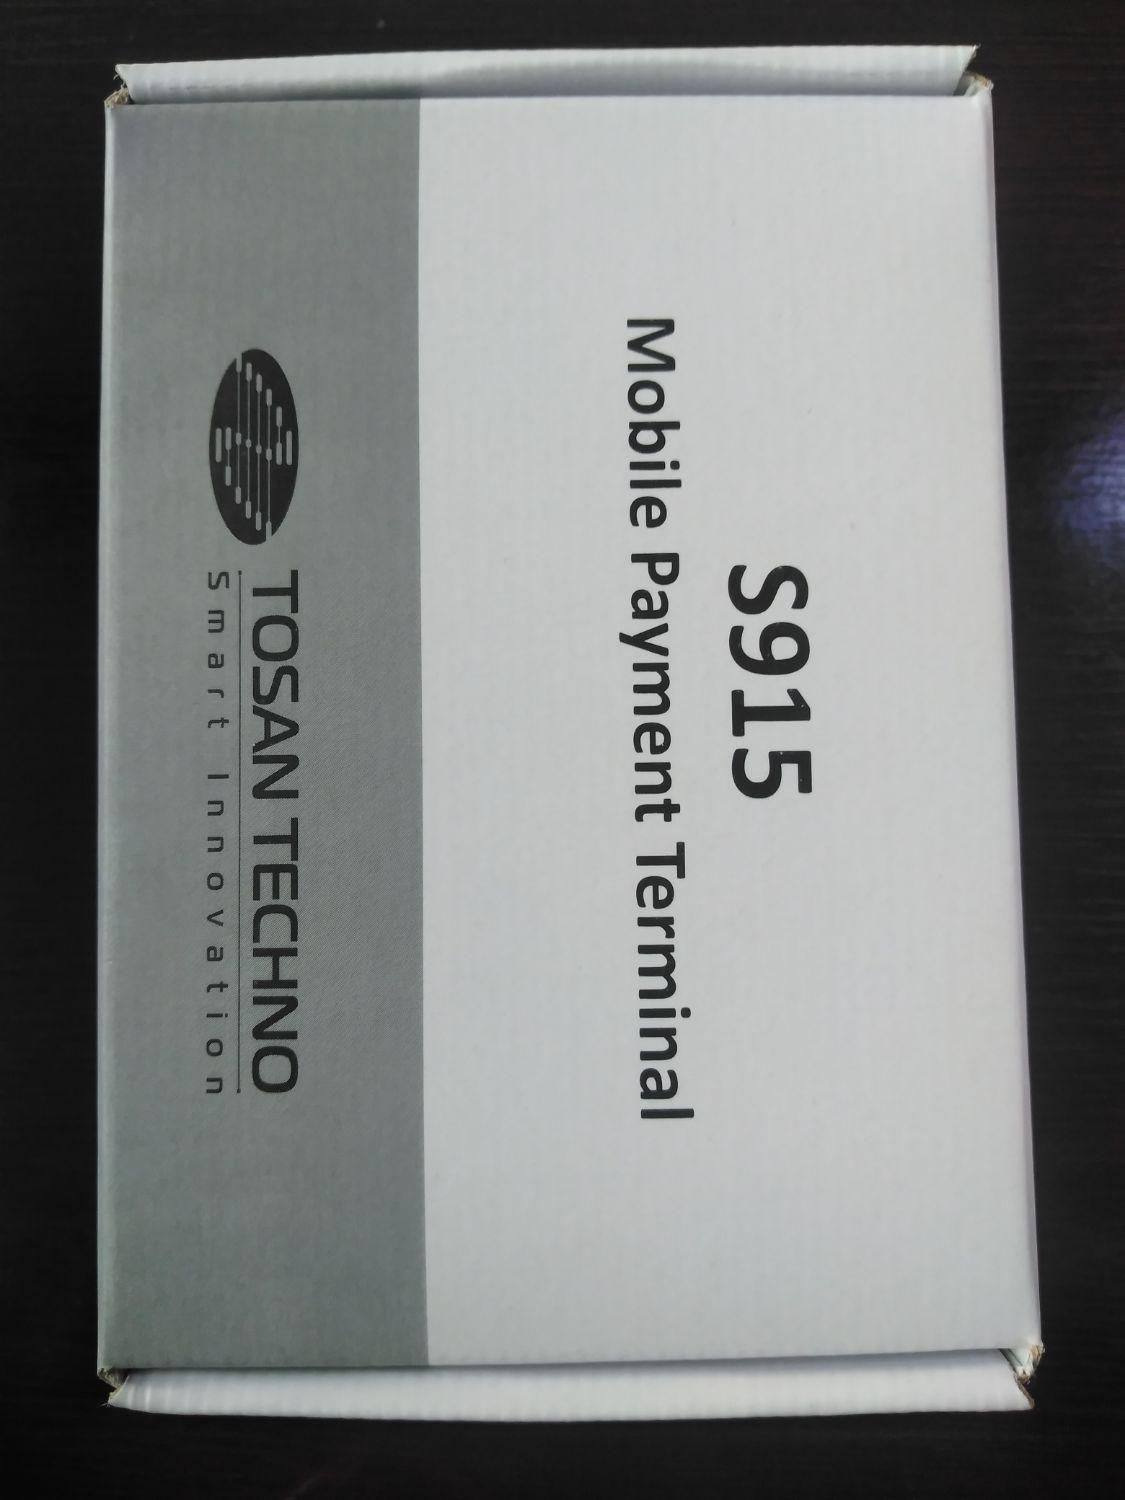 S915
Mobile Payment Terminal
TOSAN TECHNO
Smart Innovation